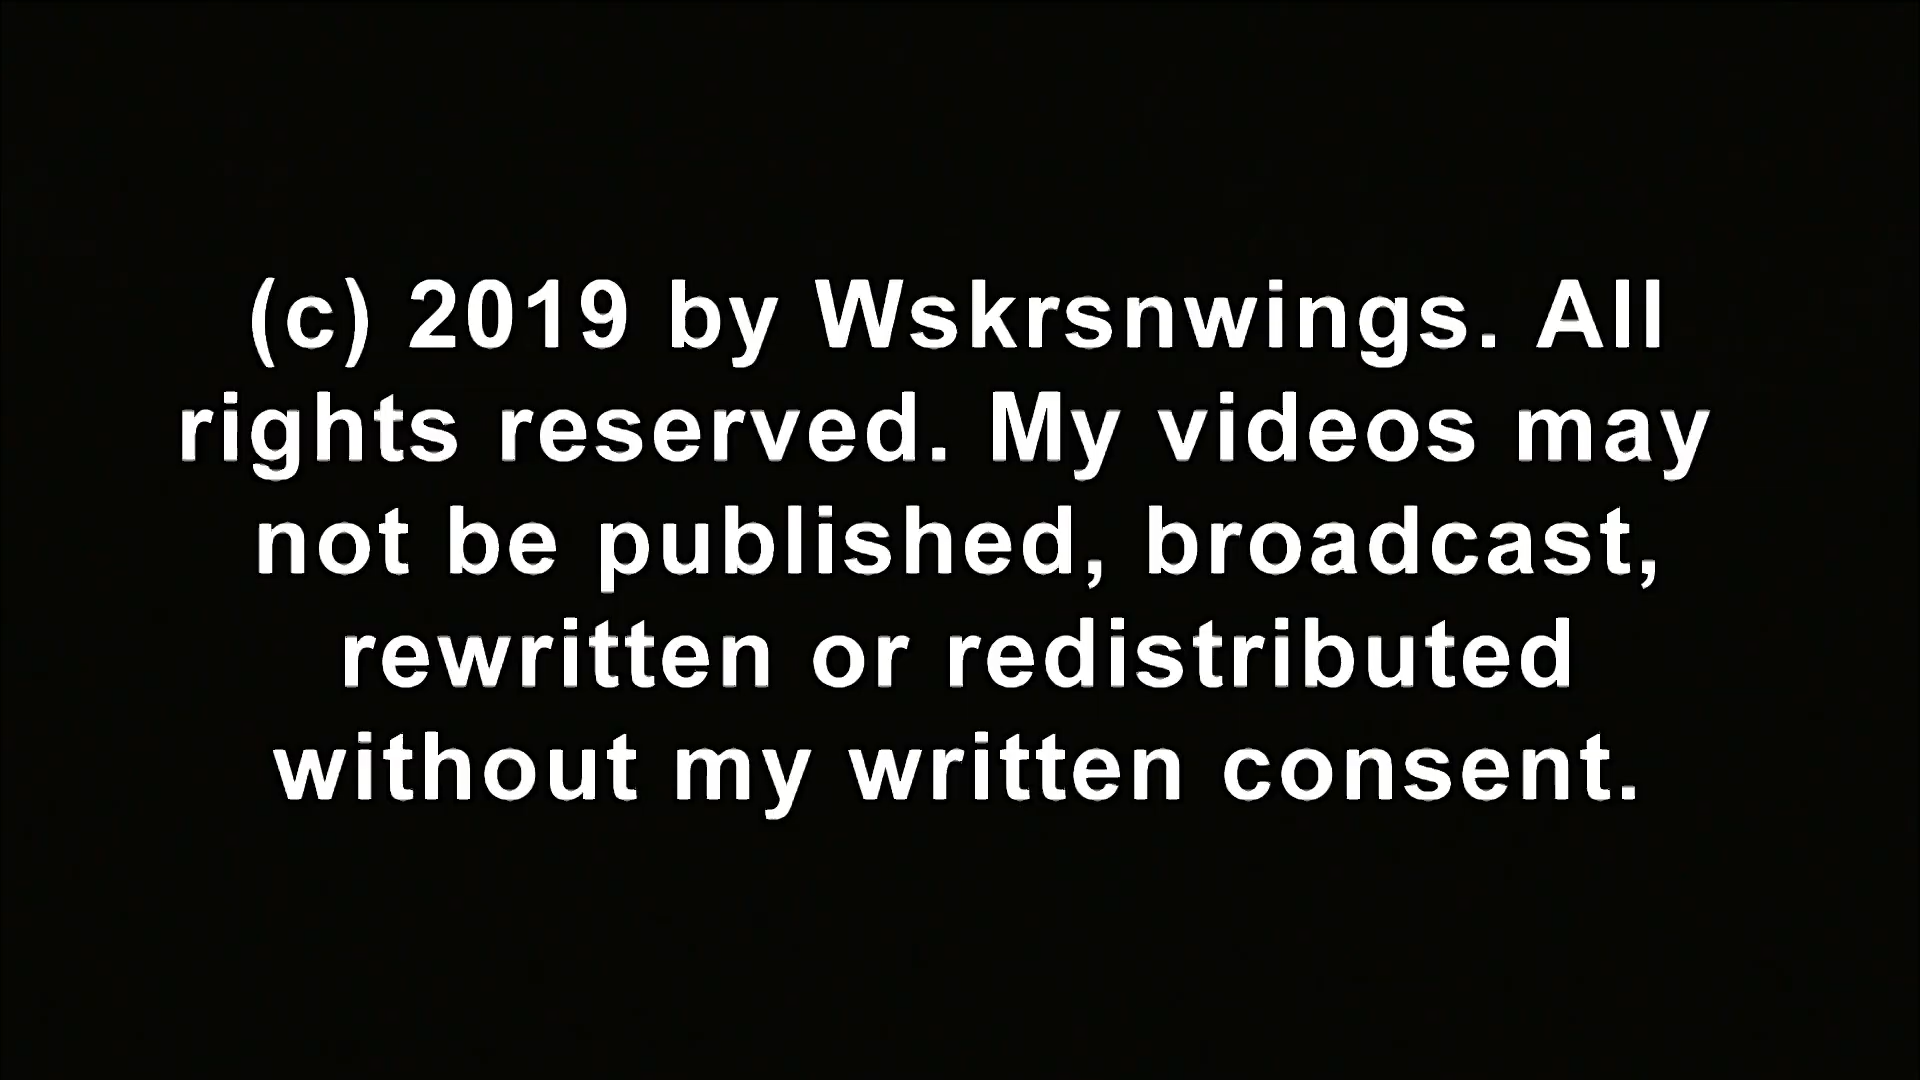 (c) 2019 by Wskrsnwings. All
rights reserved. My videos may
not be published, broadcast,
rewritten or redistributed
without my written consent.